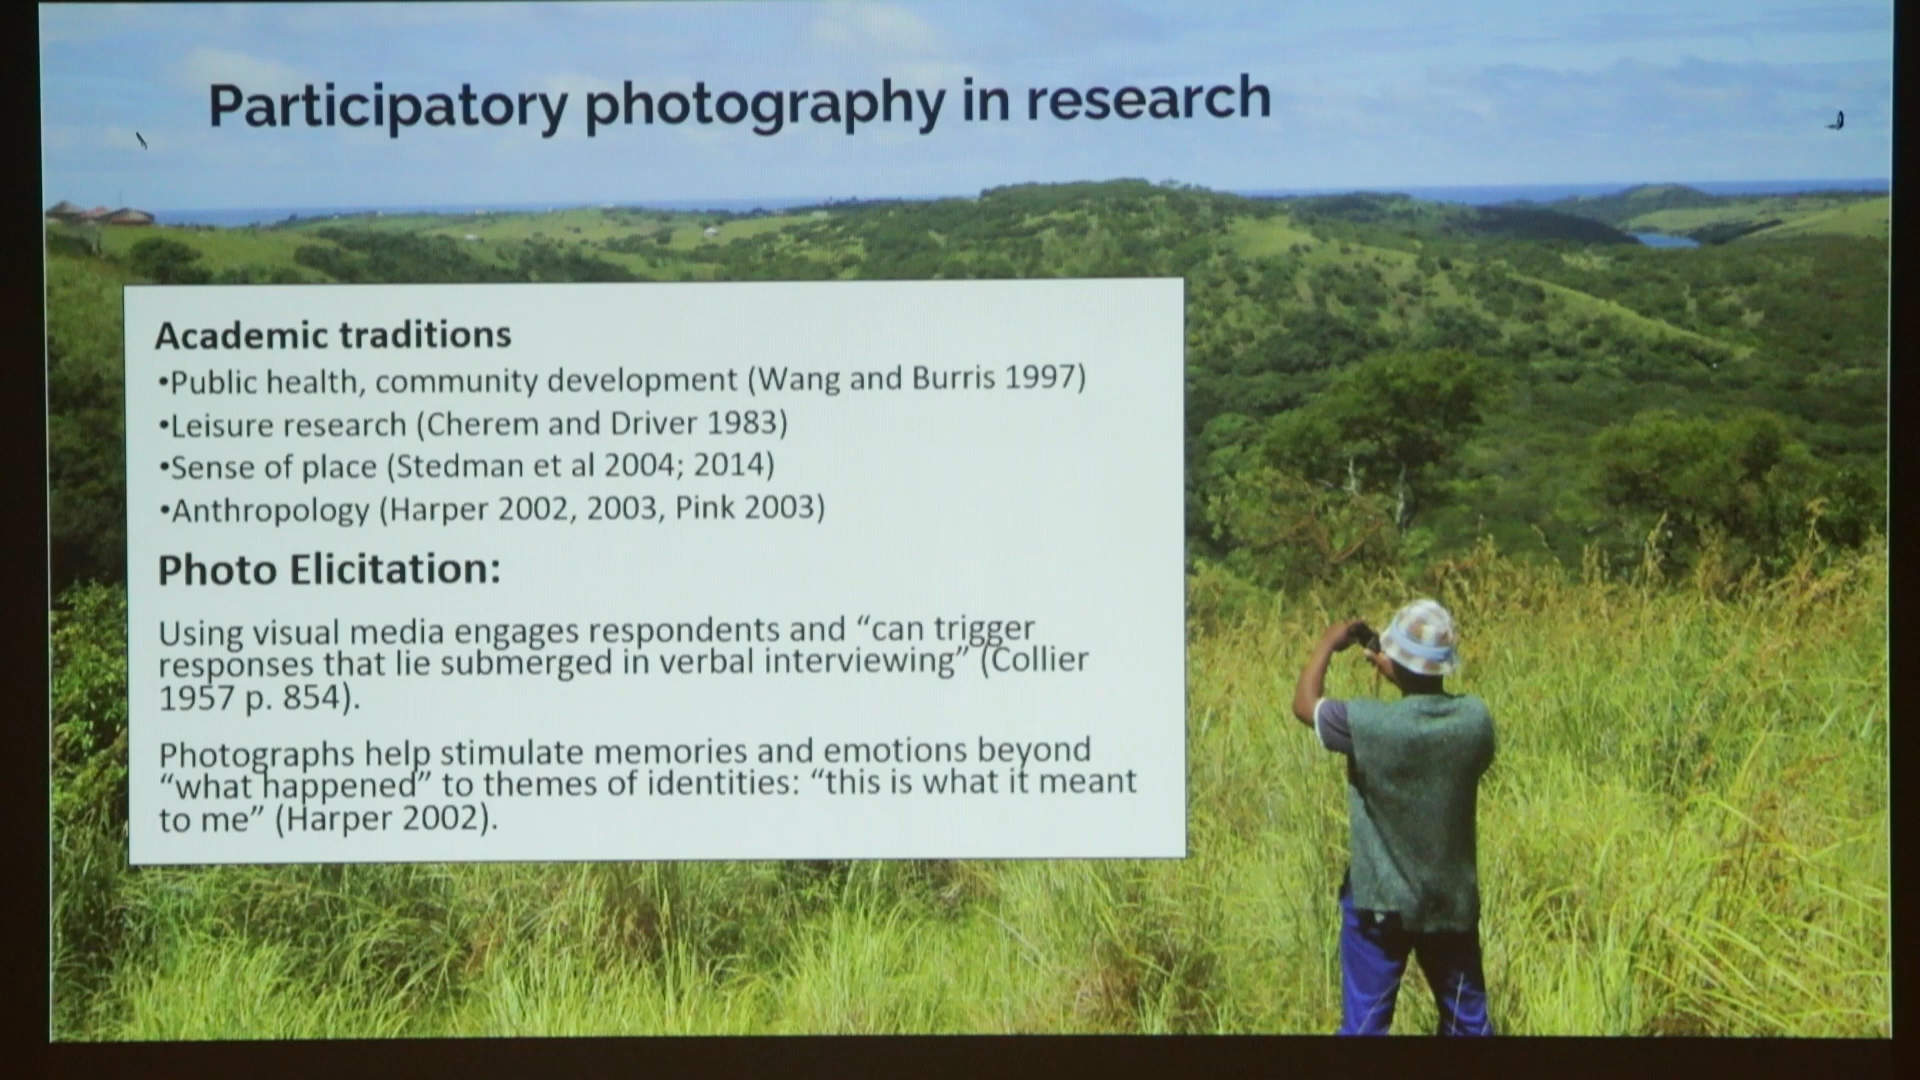 Participatory photography in research
Academic traditions
•Public health, community development (Wang and Burris 1997)
•Leisure research (Cherem and Driver 1983)
•Sense of place (Stedman et al 2004; 2014)
•Anthropology (Harper 2002, 2003, Pink 2003)
Photo Elicitation:
Using visual media engages respondents and “can trigger
responses that lie submerged in verbal interviewing” (Collier
1957 p. 854).
Photographs help stimulate memories and emotions beyond
“what happened” to themes of identities: “this is what it meant
to me” (Harper 2002).